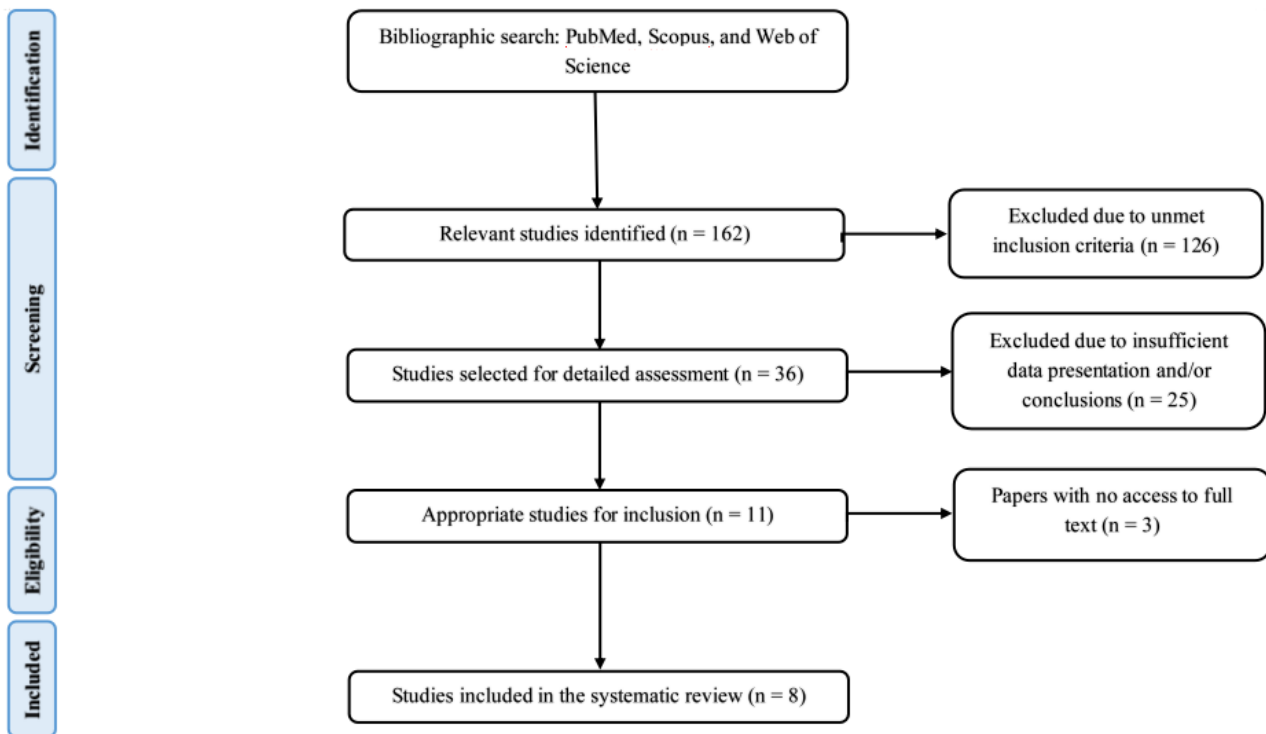 Identification
Bibliographic search: PubMed, Scopus, and Web of
Science
Screening
Relevant studies identified (n = 162)
Excluded due to unmet
inclusion criteria (n = 126)
Studies selected for detailed assessment (n = 36)
Excluded due to insufficient
data presentation and/or
conclusions (n = 25)
Eligibility
Appropriate studies for inclusion (n = 11)
Papers with no access to full
text (n = 3)
Included
Studies included in the systematic review (n = 8)